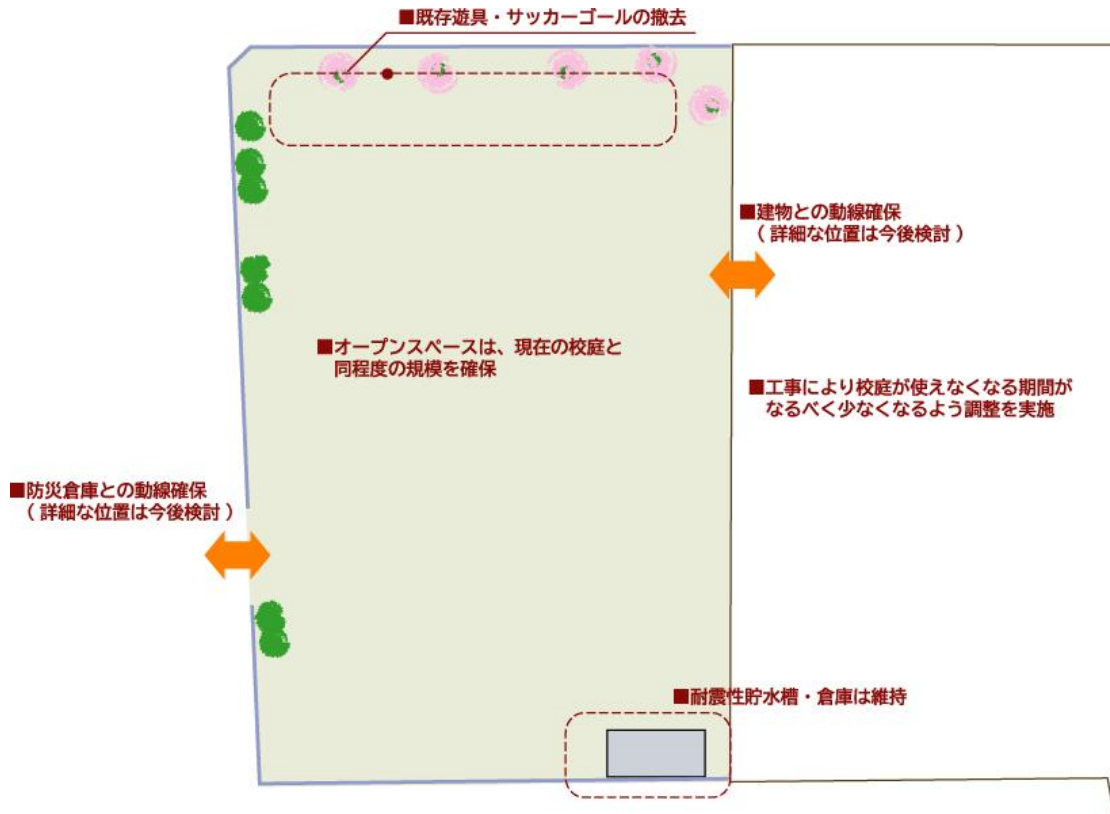 ■既存遊具・サッカーゴールの撤去
■建物との動線確保
（詳細な位置は今後検討）
■オープンスペースは、現在の校庭と
同程度の規模を確保
■工事により校庭が使えなくなる期間が
なるべく少なくなるよう調整を実施
■防災倉庫との動線確保
（詳細な位置は今後検討）
■耐震性貯水槽・倉庫は維持